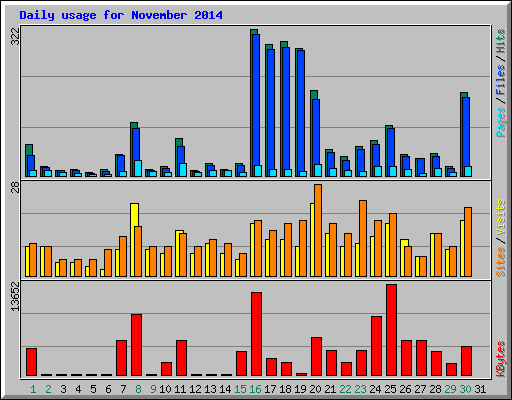 Daily usage for November 2014
322
Pages / Files / Hits
28
Sites / Visits
13652
KBytes
1 2 3 4 5 6 7 8 9 10 11 12 13 14 15 16 17 18 19 20 21 22 23 24 25 26 27 28 29 30 31